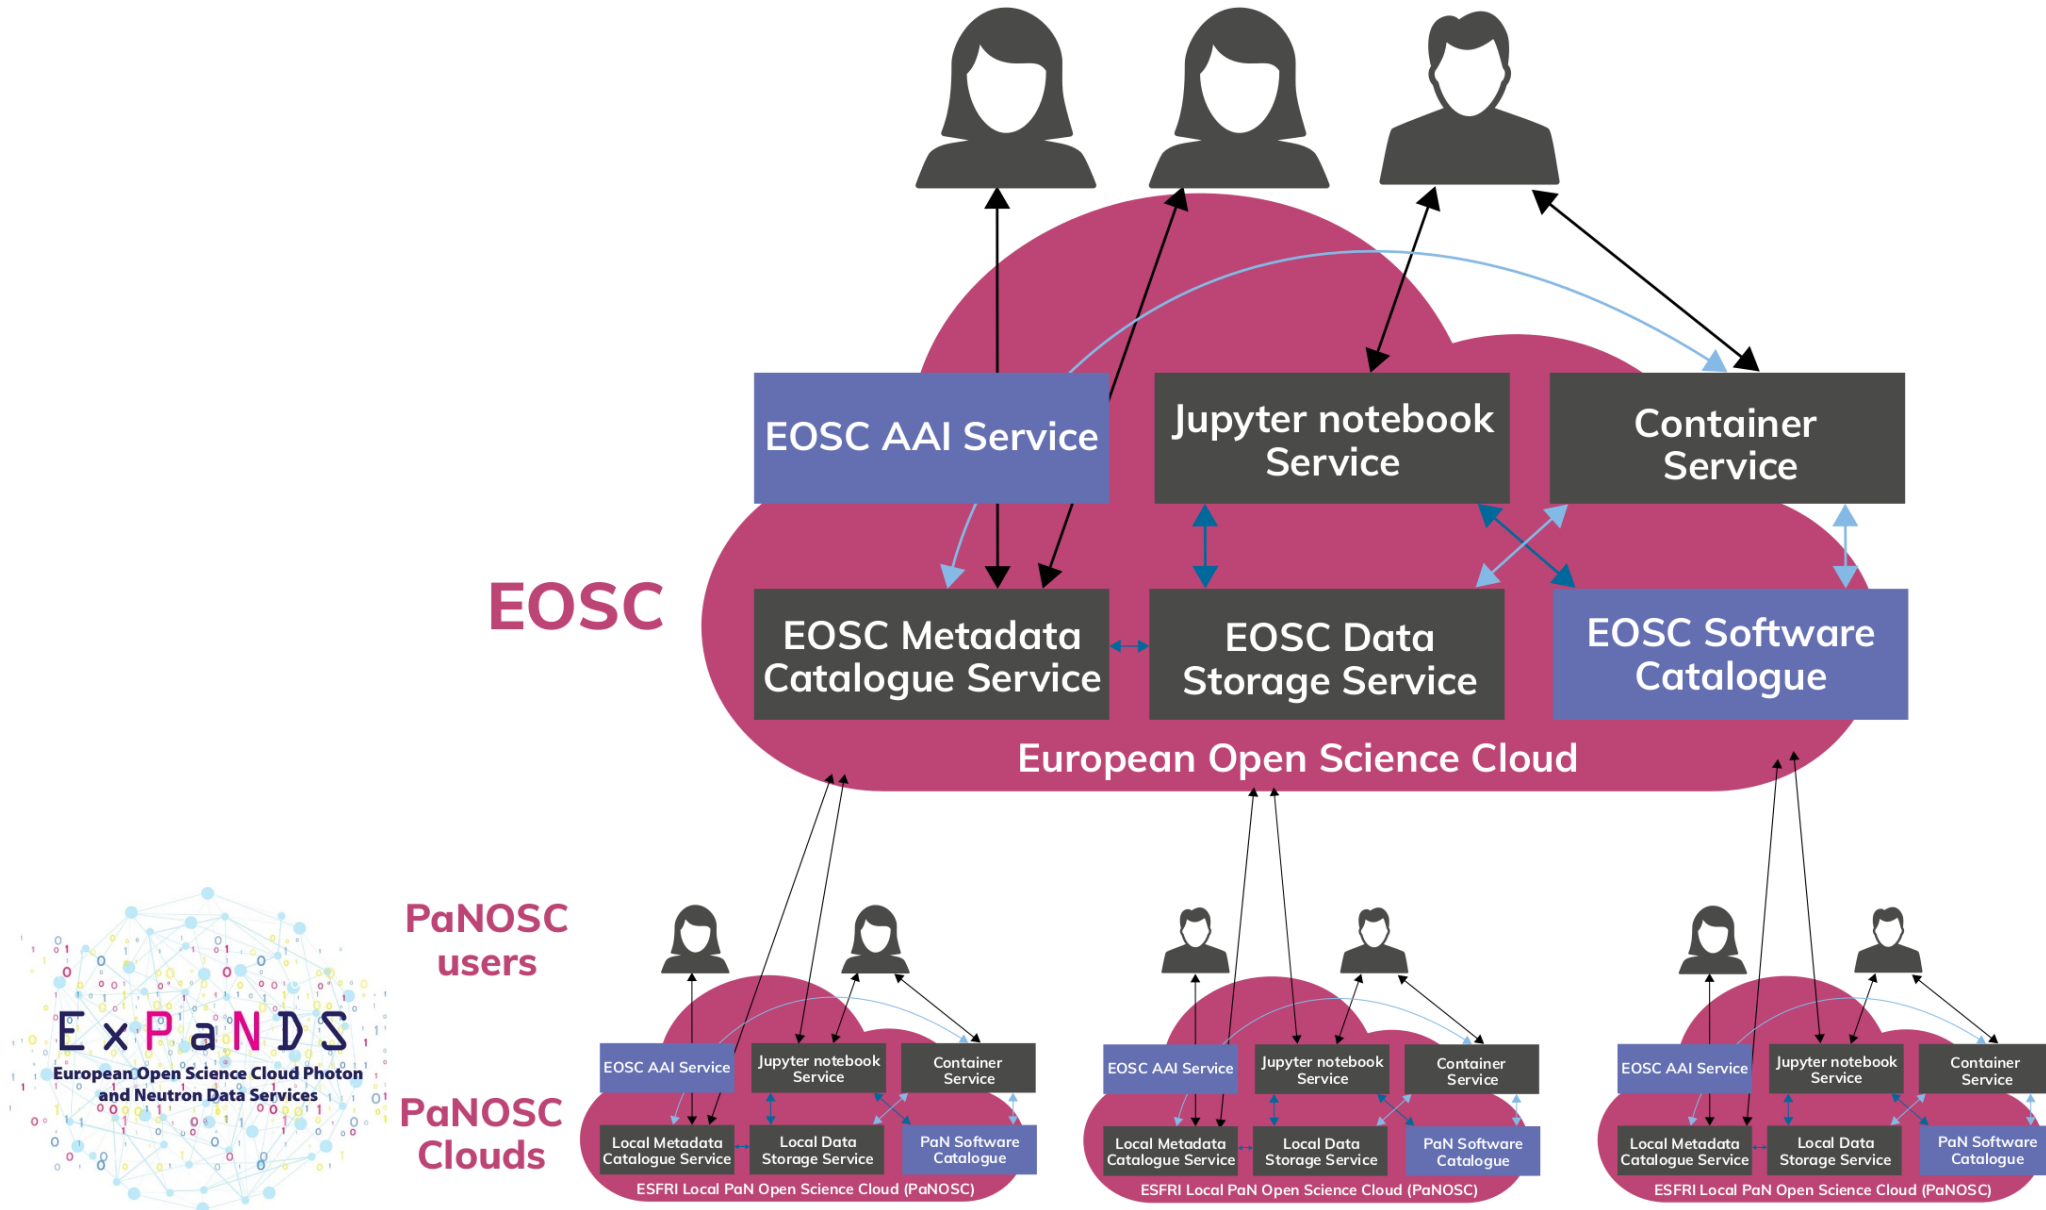 EOSC AAI Service
Jupyter notebook
Service
Container
Service
EOSC
EOSC Metadata
Catalogue Service
EOSC Data
Storage Service
EOSC Software
Catalogue
European Open Science Cloud
PaNOSC
users
ExPaNDS
European Open Science Cloud Photon
and Neutron Data Services
PaNOSC
Clouds
EOSC AAI Service
Jupyter notebook
Service
Container
Service
Local Metadata
Catalogue Service
Local Data
Storage Service
PaN Software
Catalogue
ESFRI Local PaN Open Science Cloud (PaNOSC)
EOSC AAI Service
Jupyter notebook
Service
Container
Service
Local Metadata
Catalogue Service
Local Data
Storage Service
PaN Software
Catalogue
ESFRI Local PaN Open Science Cloud (PaNOSC)
EOSC AAI Service
Jupyter notebook
Service
Container
Service
Local Metadata
Catalogue Service
Local Data
Storage Service
PaN Software
Catalogue
ESFRI Local PaN Open Science Cloud (PaNOSC)